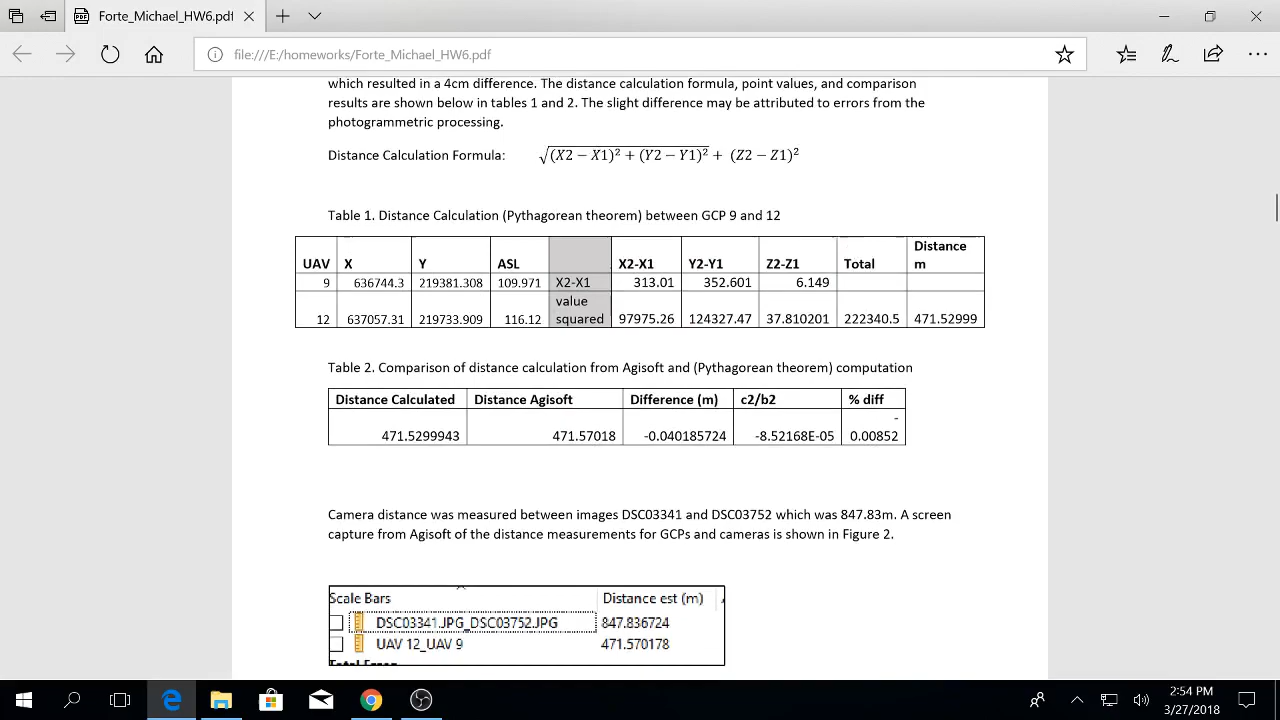 Forte_Michael_HW6.pdf
file:///E:/homeworks/Forte_Michael_HW6.pdf
which resulted in a 4cm difference. The distance calculation formula, point values, and comparison
results are shown below in tables 1 and 2. The slight difference may be attributed to errors from the
photogrammetric processing.
Distance Calculation Formula: √(X2 − X1)² + (Y2 − Y1)² + (Z2 − Z1)²
Table 1. Distance Calculation (Pythagorean theorem) between GCP 9 and 12
Distance
UAV X Y ASL X2-X1 Y2-Y1 Z2-Z1 Total m
9 636744.3 219381.308 109.971 X2-X1 313.01 352.601 6.149
value
12 637057.31 219733.909 116.12 squared 97975.26 124327.47 37.810201 222340.5 471.52999
Table 2. Comparison of distance calculation from Agisoft and (Pythagorean theorem) computation
Distance Calculated Distance Agisoft Difference (m) c2/b2 % diff
-
471.5299943 471.57018 -0.040185724 -8.52168E-05 0.00852
Camera distance was measured between images DSC03341 and DSC03752 which was 847.83m. A screen
capture from Agisoft of the distance measurements for GCPs and cameras is shown in Figure 2.
Scale Bars Distance est (m)
DSC03341.JPG_DSC03752.JPG 847.836724
UAV 12_UAV 9 471.570178
Total Error
2:54 PM
3/27/2018